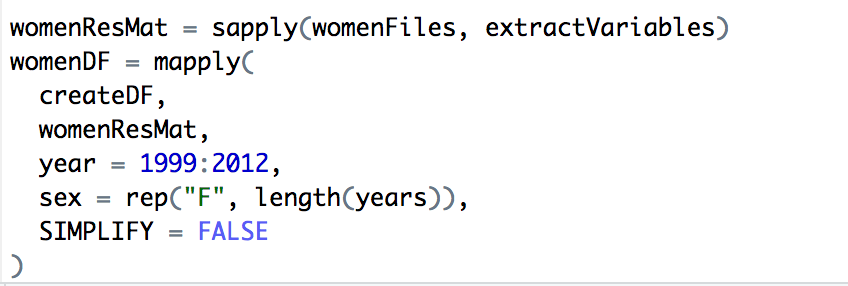 womenResMat = sapply(womenFiles, extractVariables)
womenDF = mapply(
  createDF,
  womenResMat,
  year = 1999:2012,
  sex = rep("F", length(years)),
  SIMPLIFY = FALSE
)